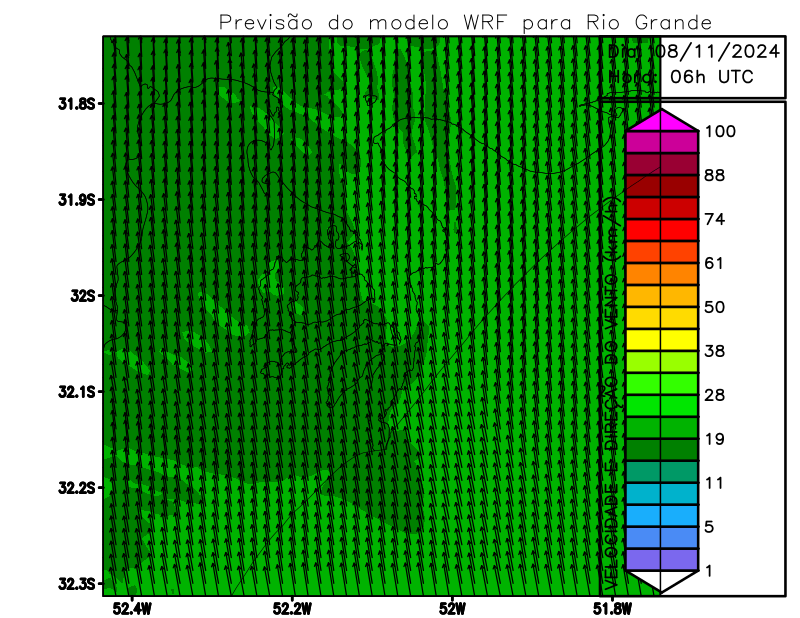 Previsão do modelo WRF para Rio Grande
Dia: 08/11/2024
Hora: 06h UTC
31.8S
31.9S
32S
32.1S
32.2S
32.3S
52.4W
52.2W
52W
51.8W
VELOCIDADE E DIREÇÃO DO VENTO (km/h)
100
88
74
61
50
38
28
19
11
5
1